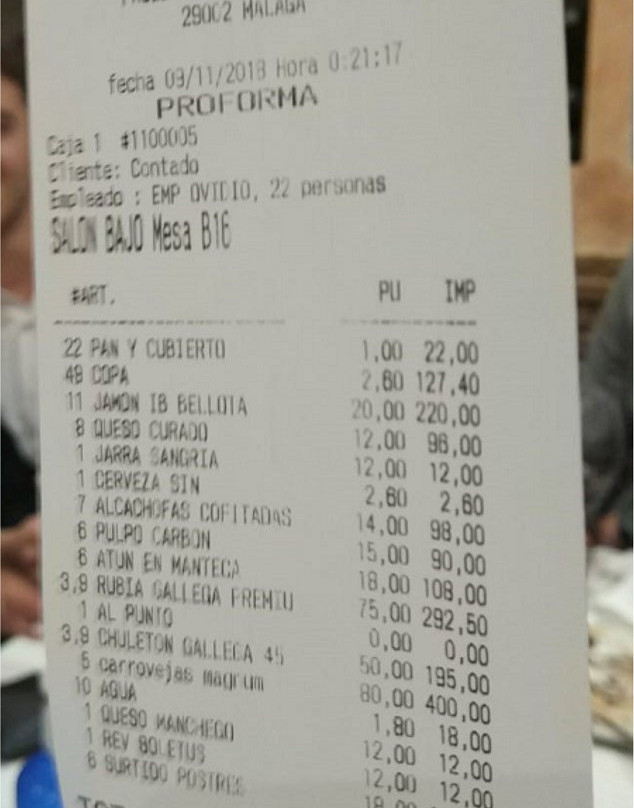 29002 MALAGA
fecha 09/11/2018 Hora 0:21:17
PROFORMA
Caja 1 #1100005
Cliente: Contado
Empleado : EMP OVIDIO, 22 personas
SALON BAJO Mesa B16
#ART. PU IMP
22 PAN Y CUBIERTO 1,00 22,00
49 COPA 2,60 127,40
11 JAMON IB BELLOTA 20,00 220,00
8 QUESO CURADO 12,00 96,00
1 JARRA SANGRIA 12,00 12,00
1 CERVEZA SIN 2,60 2,60
7 ALCACHOFAS COFITADAS 14,00 98,00
6 PULPO CARBON 15,00 90,00
6 ATUN EN MANTECA 18,00 108,00
3,9 RUBIA GALLEGA PREMIU 75,00 292,50
1 AL PUNTO 0,00 0,00
3,9 CHULETON GALLEGA 45 50,00 195,00
5 carrovejas magnum 80,00 400,00
10 AGUA 1,80 18,00
1 QUESO MANCHEGO 12,00 12,00
1 REV BOLETUS 12,00 12,00
6 SURTIDO POSTRES